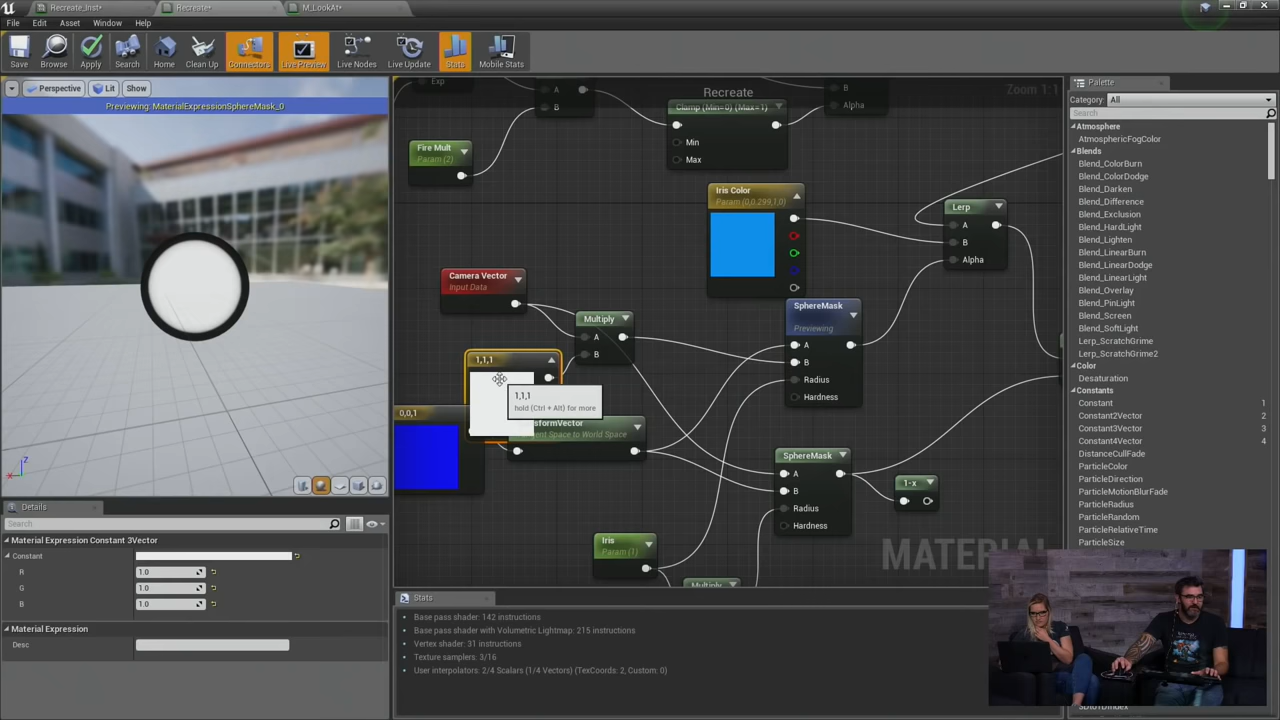 Recreate_Inst*
Recreate*
M_LookAt*
File
Edit
Asset
Window
Help
Save
Browse
Apply
Search
Home
Clean Up
Connectors
Live Preview
Live Nodes
Live Update
Stats
Mobile Stats
Perspective
Lit
Show
Previewing: MaterialExpressionSphereMask_0
Z
Details
Search
Material Expression Constant 3Vector
Constant
R
1.0
G
1.0
B
1.0
Material Expression
Desc
Recreate
Zoom 1:1
Exp
A
B
B
Alpha
Clamp (Min=0) (Max=1)
Min
Max
Fire Mult
Param (2)
Iris Color
Param (0,0.299,1,0)
Lerp
A
B
Alpha
Camera Vector
Input Data
Multiply
A
B
SphereMask
Previewing
A
B
Radius
Hardness
1,1,1
1,1,1
hold (Ctrl + Alt) for more
0,0,1
SphereMask
A
B
Radius
Hardness
1-x
Iris
Param (1)
Multiply
MATERIAL
Stats
Base pass shader: 142 instructions
Base pass shader with Volumetric Lightmap: 215 instructions
Vertex shader: 31 instructions
Texture samplers: 3/16
User interpolators: 2/4 Scalars (1/4 Vectors) (TexCoords: 2, Custom: 0)
Palette
Category: All
Search
Atmosphere
AtmosphericFogColor
Blends
Blend_ColorBurn
Blend_ColorDodge
Blend_Darken
Blend_Difference
Blend_Exclusion
Blend_HardLight
Blend_Lighten
Blend_LinearBurn
Blend_LinearDodge
Blend_LinearLight
Blend_Overlay
Blend_PinLight
Blend_Screen
Blend_SoftLight
Lerp_ScratchGrime
Lerp_ScratchGrime2
Color
Desaturation
Constants
Constant 1
Constant2Vector 2
Constant3Vector 3
Constant4Vector 4
DistanceCullFade
ParticleColor
ParticleDirection
ParticleMotionBlurFade
ParticleRadius
ParticleRandom
ParticleRelativeTime
ParticleSize